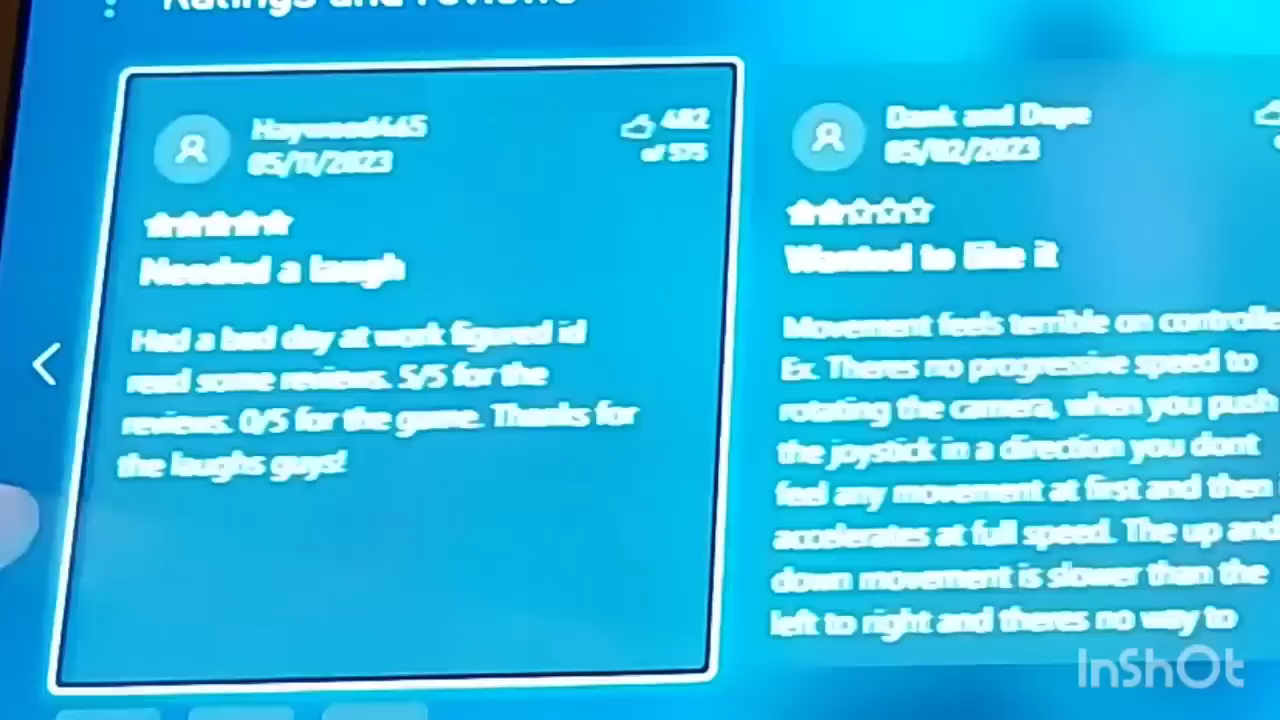 Ratings and reviews
Haywood445
05/11/2023
482
of 575
Needed a laugh
Had a bad day at work figured id
read some reviews. 5/5 for the
reviews. 0/5 for the game. Thanks for
the laughs guys!
Dank and Dope
05/02/2023
Wanted to like it
Movement feels terrible on controlle
Ex. Theres no progressive speed to
rotating the camera, when you push
the joystick in a direction you dont
feel any movement at first and then
accelerates at full speed. The up and
down movement is slower than the
left to right and theres no way to
InShOt